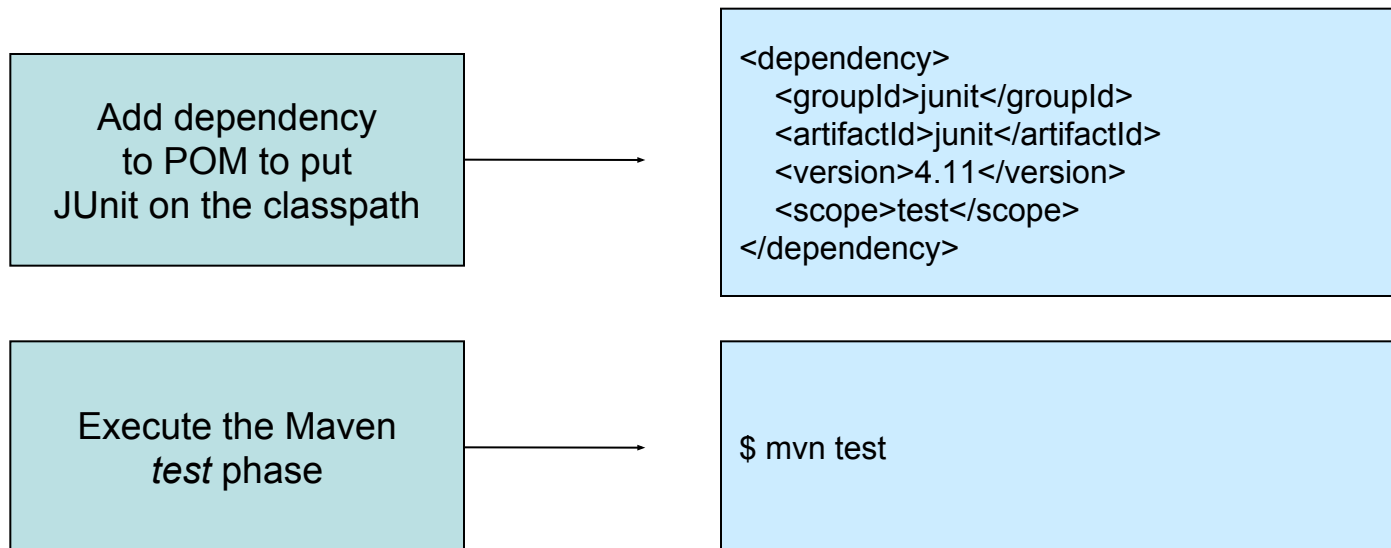 Add dependency
to POM to put
JUnit on the classpath
<dependency>
<groupId>junit</groupId>
<artifactId>junit</artifactId>
<version>4.11</version>
<scope>test</scope>
</dependency>
Execute the Maven
test phase
$ mvn test